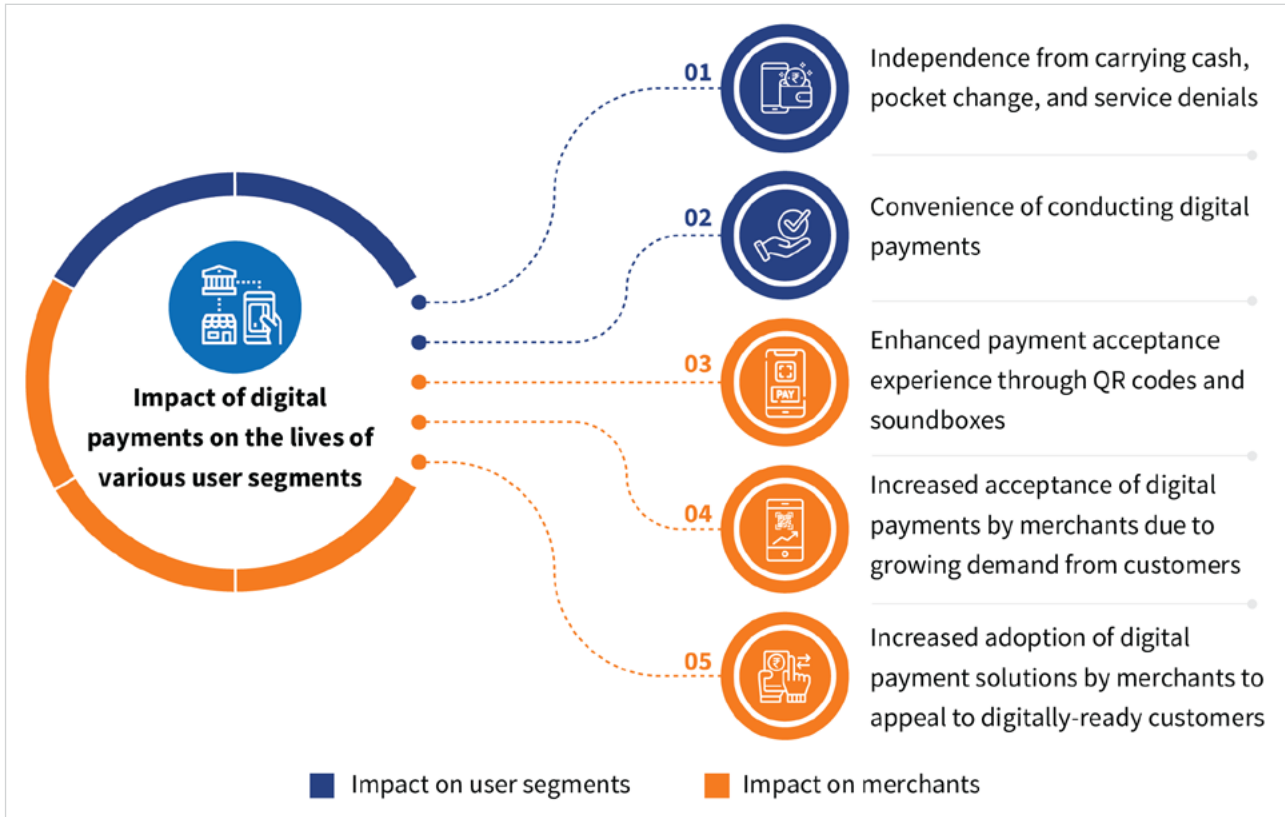 Impact of digital
payments on the lives of
various user segments
01
Independence from carrying cash,
pocket change, and service denials
02
Convenience of conducting digital
payments
03
PAY
Enhanced payment acceptance
experience through QR codes and
soundboxes
04
Increased acceptance of digital
payments by merchants due to
growing demand from customers
05
Increased adoption of digital
payment solutions by merchants to
appeal to digitally-ready customers
Impact on user segments
Impact on merchants